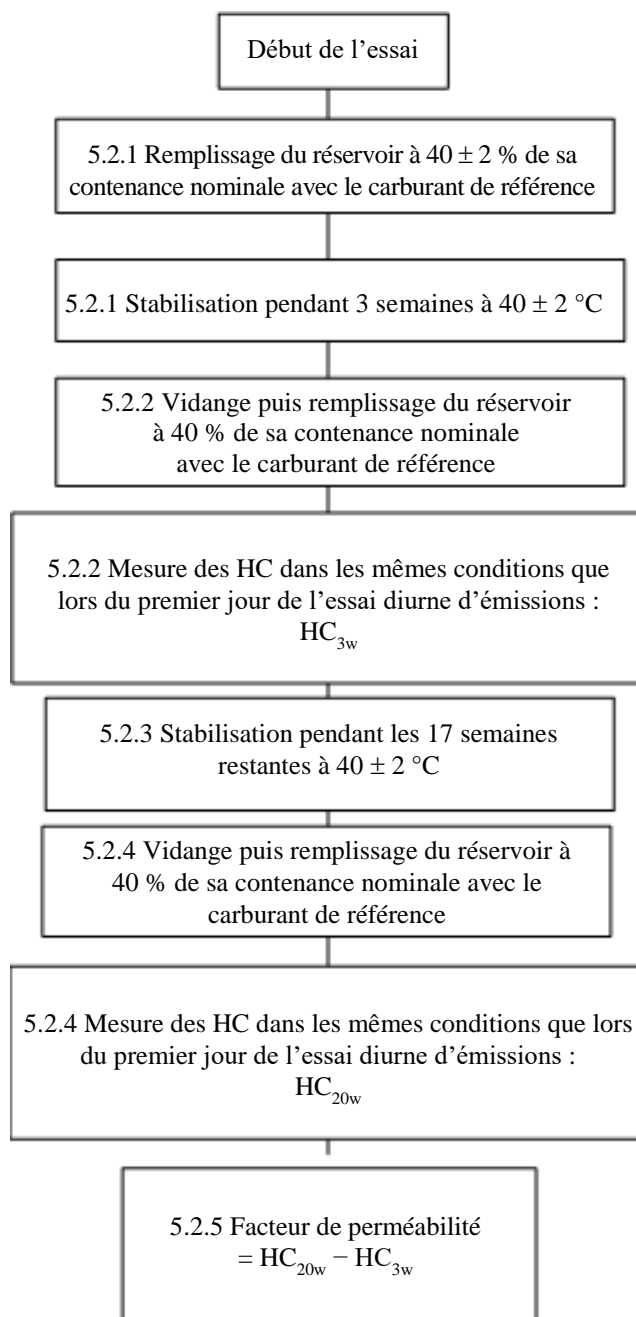 Début de l’essai
5.2.1 Remplissage du réservoir à 40 ± 2 % de sa
contenance nominale avec le carburant de référence
5.2.1 Stabilisation pendant 3 semaines à 40 ± 2 °C
5.2.2 Vidange puis remplissage du réservoir
à 40 % de sa contenance nominale
avec le carburant de référence
5.2.2 Mesure des HC dans les mêmes conditions que
lors du premier jour de l’essai diurne d’émissions :
HC3w
5.2.3 Stabilisation pendant les 17 semaines
restantes à 40 ± 2 °C
5.2.4 Vidange puis remplissage du réservoir à
40 % de sa contenance nominale avec le
carburant de référence
5.2.4 Mesure des HC dans les mêmes conditions que lors
du premier jour de l’essai diurne d’émissions :
HC20w
5.2.5 Facteur de perméabilité
= HC20w − HC3w